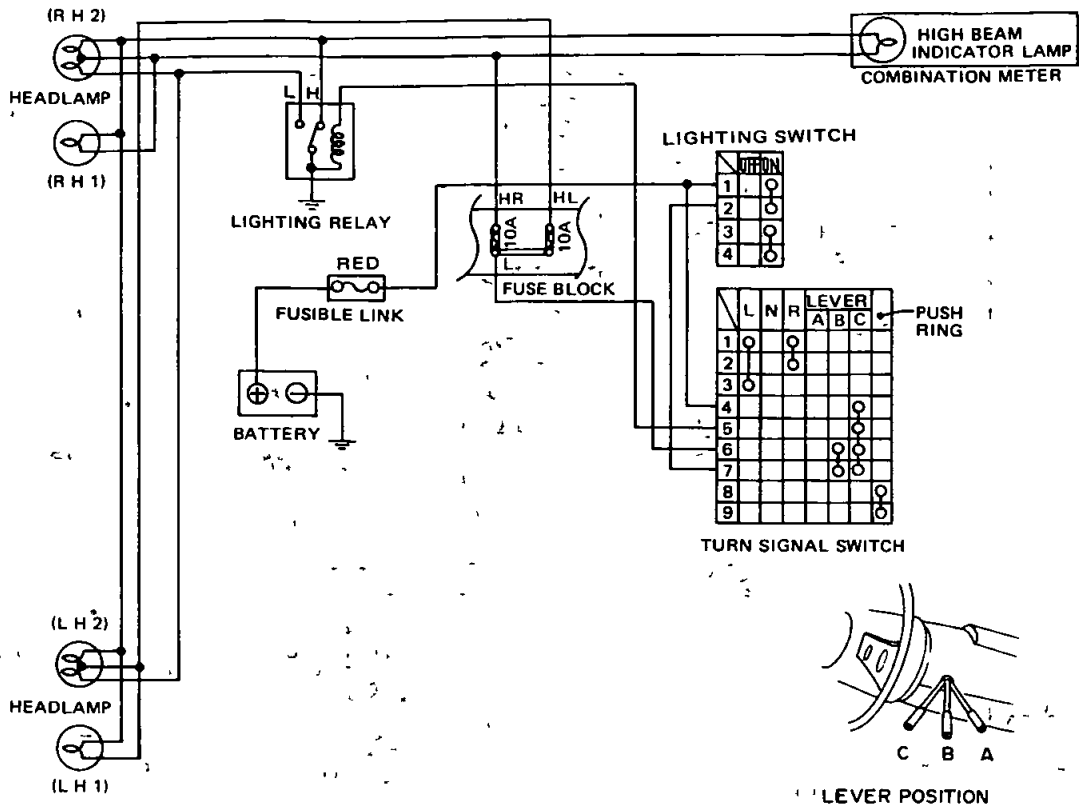 (R H 2)
HEADLAMP
(R H 1)
HIGH BEAM
INDICATOR LAMP
COMBINATION METER
L H
LIGHTING RELAY
LIGHTING SWITCH
OFF ON
1
2
3
4
HR HL
10A 10A
L
FUSE BLOCK
RED
FUSIBLE LINK
+ -
BATTERY
L N R LEVER
A B C
PUSH
RING
1
2
3
4
5
6
7
8
9
TURN SIGNAL SWITCH
(L H 2)
HEADLAMP
(L H 1)
C B A
LEVER POSITION